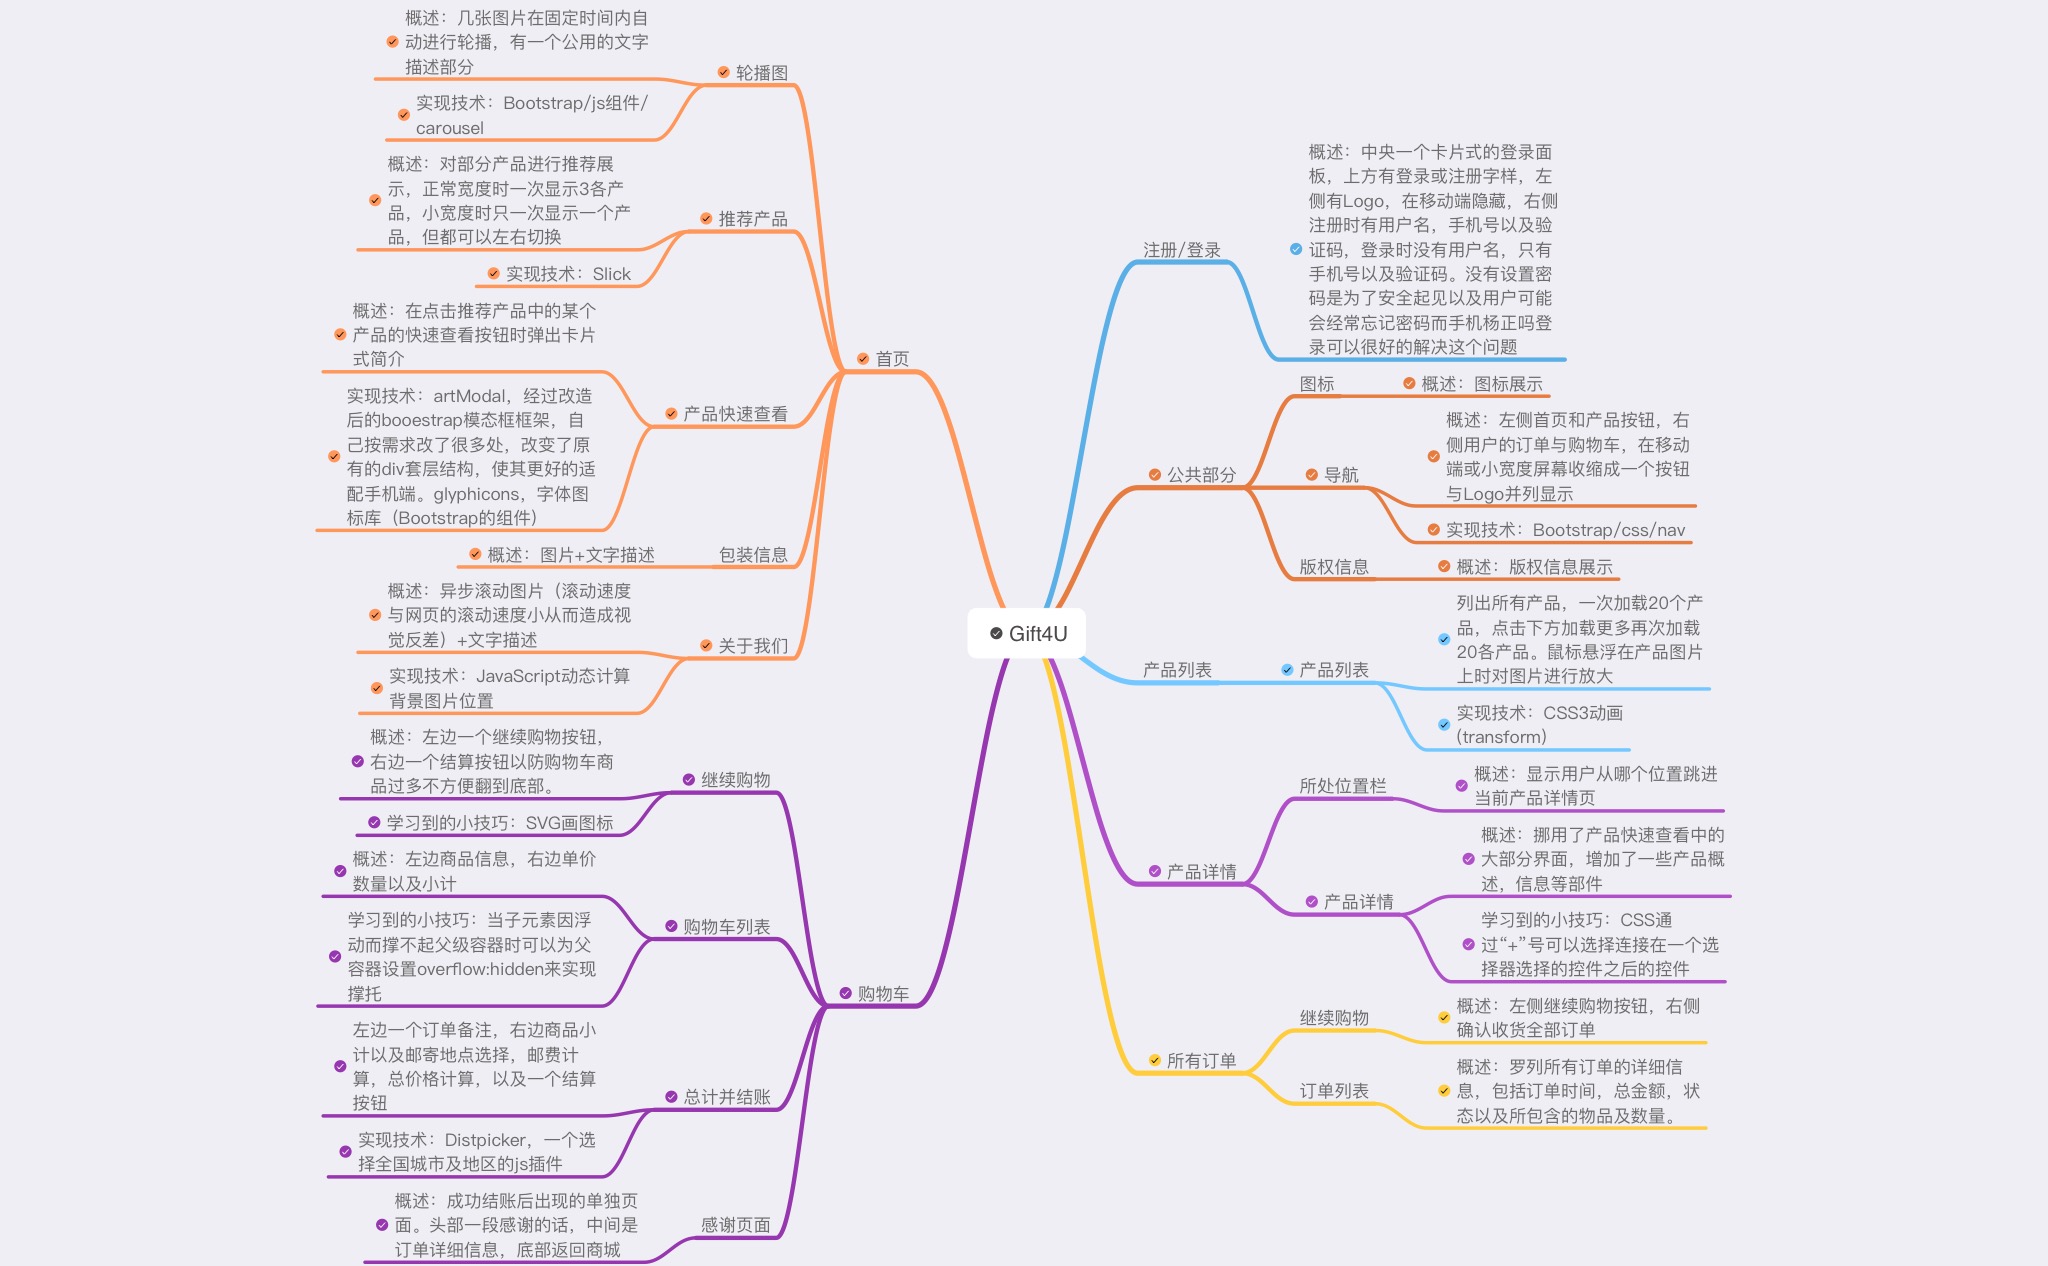 Gift4U
首页
轮播图
概述：几张图片在固定时间内自
动进行轮播，有一个公用的文字
描述部分
实现技术：Bootstrap/js组件/
carousel
推荐产品
概述：对部分产品进行推荐展
示，正常宽度时一次显示3各产
品，小宽度时只一次显示一个产
品，但都可以左右切换
实现技术：Slick
产品快速查看
概述：在点击推荐产品中的某个
产品的快速查看按钮时弹出卡片
式简介
实现技术：artModal，经过改造
后的booestrap模态框框架，自
己按需求改了很多处，改变了原
有的div套层结构，使其更好的适
配手机端。glyphicons，字体图
标库（Bootstrap的组件）
包装信息
概述：图片+文字描述
关于我们
概述：异步滚动图片（滚动速度
与网页的滚动速度小从而造成视
觉反差）+文字描述
实现技术：JavaScript动态计算
背景图片位置
购物车
继续购物
概述：左边一个继续购物按钮，
右边一个结算按钮以防购物车商
品过多不方便翻到底部。
学习到的小技巧：SVG画图标
购物车列表
概述：左边商品信息，右边单价
数量以及小计
学习到的小技巧：当子元素因浮
动而撑不起父级容器时可以为父
容器设置overflow:hidden来实现
撑托
总计并结账
左边一个订单备注，右边商品小
计以及邮寄地点选择，邮费计
算，总价格计算，以及一个结算
按钮
实现技术：Distpicker，一个选
择全国城市及地区的js插件
感谢页面
概述：成功结账后出现的单独页
面。头部一段感谢的话，中间是
订单详细信息，底部返回商城
注册/登录
概述：中央一个卡片式的登录面
板，上方有登录或注册字样，左
侧有Logo，在移动端隐藏，右侧
注册时有用户名，手机号以及验
证码，登录时没有用户名，只有
手机号以及验证码。没有设置密
码是为了安全起见以及用户可能
会经常忘记密码而手机杨正吗登
录可以很好的解决这个问题
公共部分
图标
概述：图标展示
导航
概述：左侧首页和产品按钮，右
侧用户的订单与购物车，在移动
端或小宽度屏幕收缩成一个按钮
与Logo并列显示
实现技术：Bootstrap/css/nav
版权信息
概述：版权信息展示
产品列表
产品列表
列出所有产品，一次加载20个产
品，点击下方加载更多再次加载
20各产品。鼠标悬浮在产品图片
上时对图片进行放大
实现技术：CSS3动画
(transform)
产品详情
所处位置栏
概述：显示用户从哪个位置跳进
当前产品详情页
产品详情
概述：挪用了产品快速查看中的
大部分界面，增加了一些产品概
述，信息等部件
学习到的小技巧：CSS通
过“+”号可以选择连接在一个选
择器选择的控件之后的控件
所有订单
继续购物
概述：左侧继续购物按钮，右侧
确认收货全部订单
订单列表
概述：罗列所有订单的详细信
息，包括订单时间，总金额，状
态以及所包含的物品及数量。